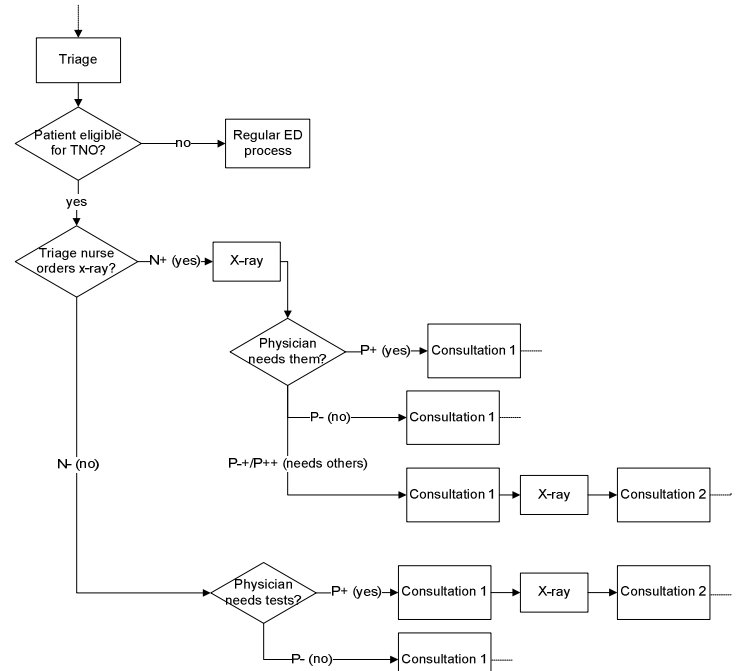 Triage
Patient eligible
for TNO?
no
Regular ED
process
yes
Triage nurse
orders x-ray?
N+ (yes)
X-ray
Physician
needs them?
P+ (yes)
Consultation 1
P- (no)
Consultation 1
N- (no)
P-+/P++ (needs others)
Consultation 1
X-ray
Consultation 2
Physician
needs tests?
P+ (yes)
Consultation 1
X-ray
Consultation 2
P- (no)
Consultation 1